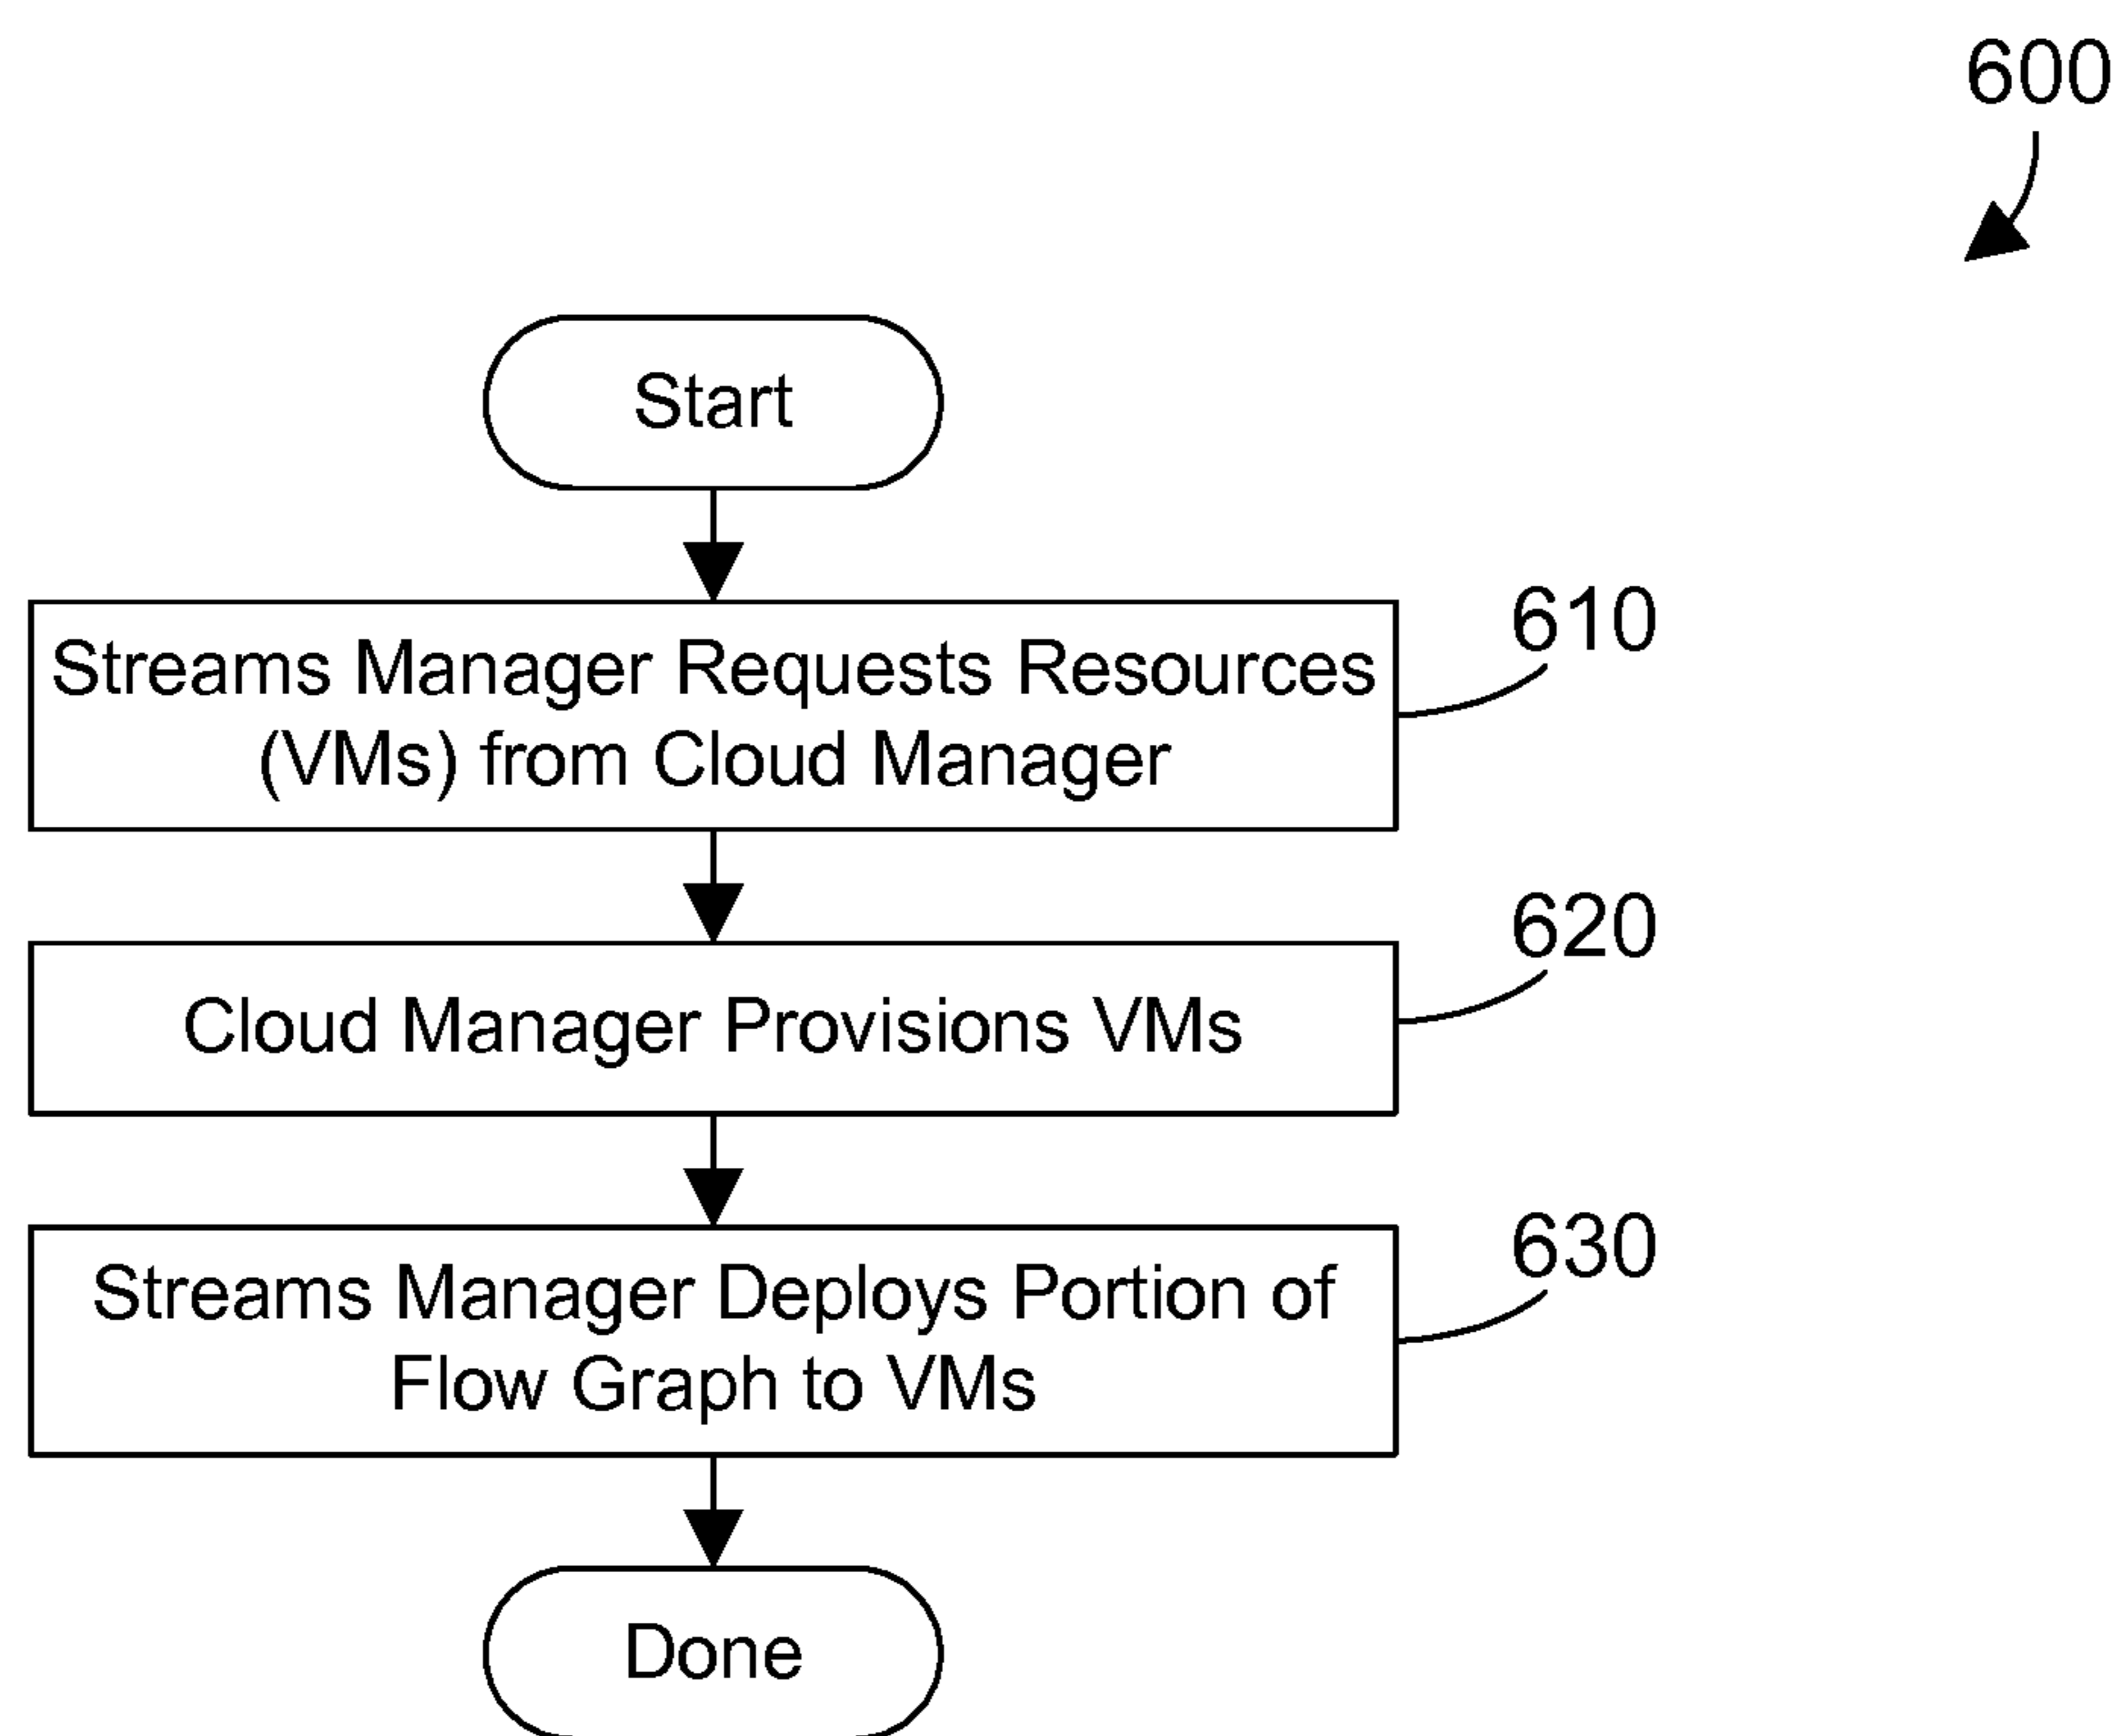 600
Start
Streams Manager Requests Resources
(VMs) from Cloud Manager
610
Cloud Manager Provisions VMs
620
Streams Manager Deploys Portion of
Flow Graph to VMs
630
Done